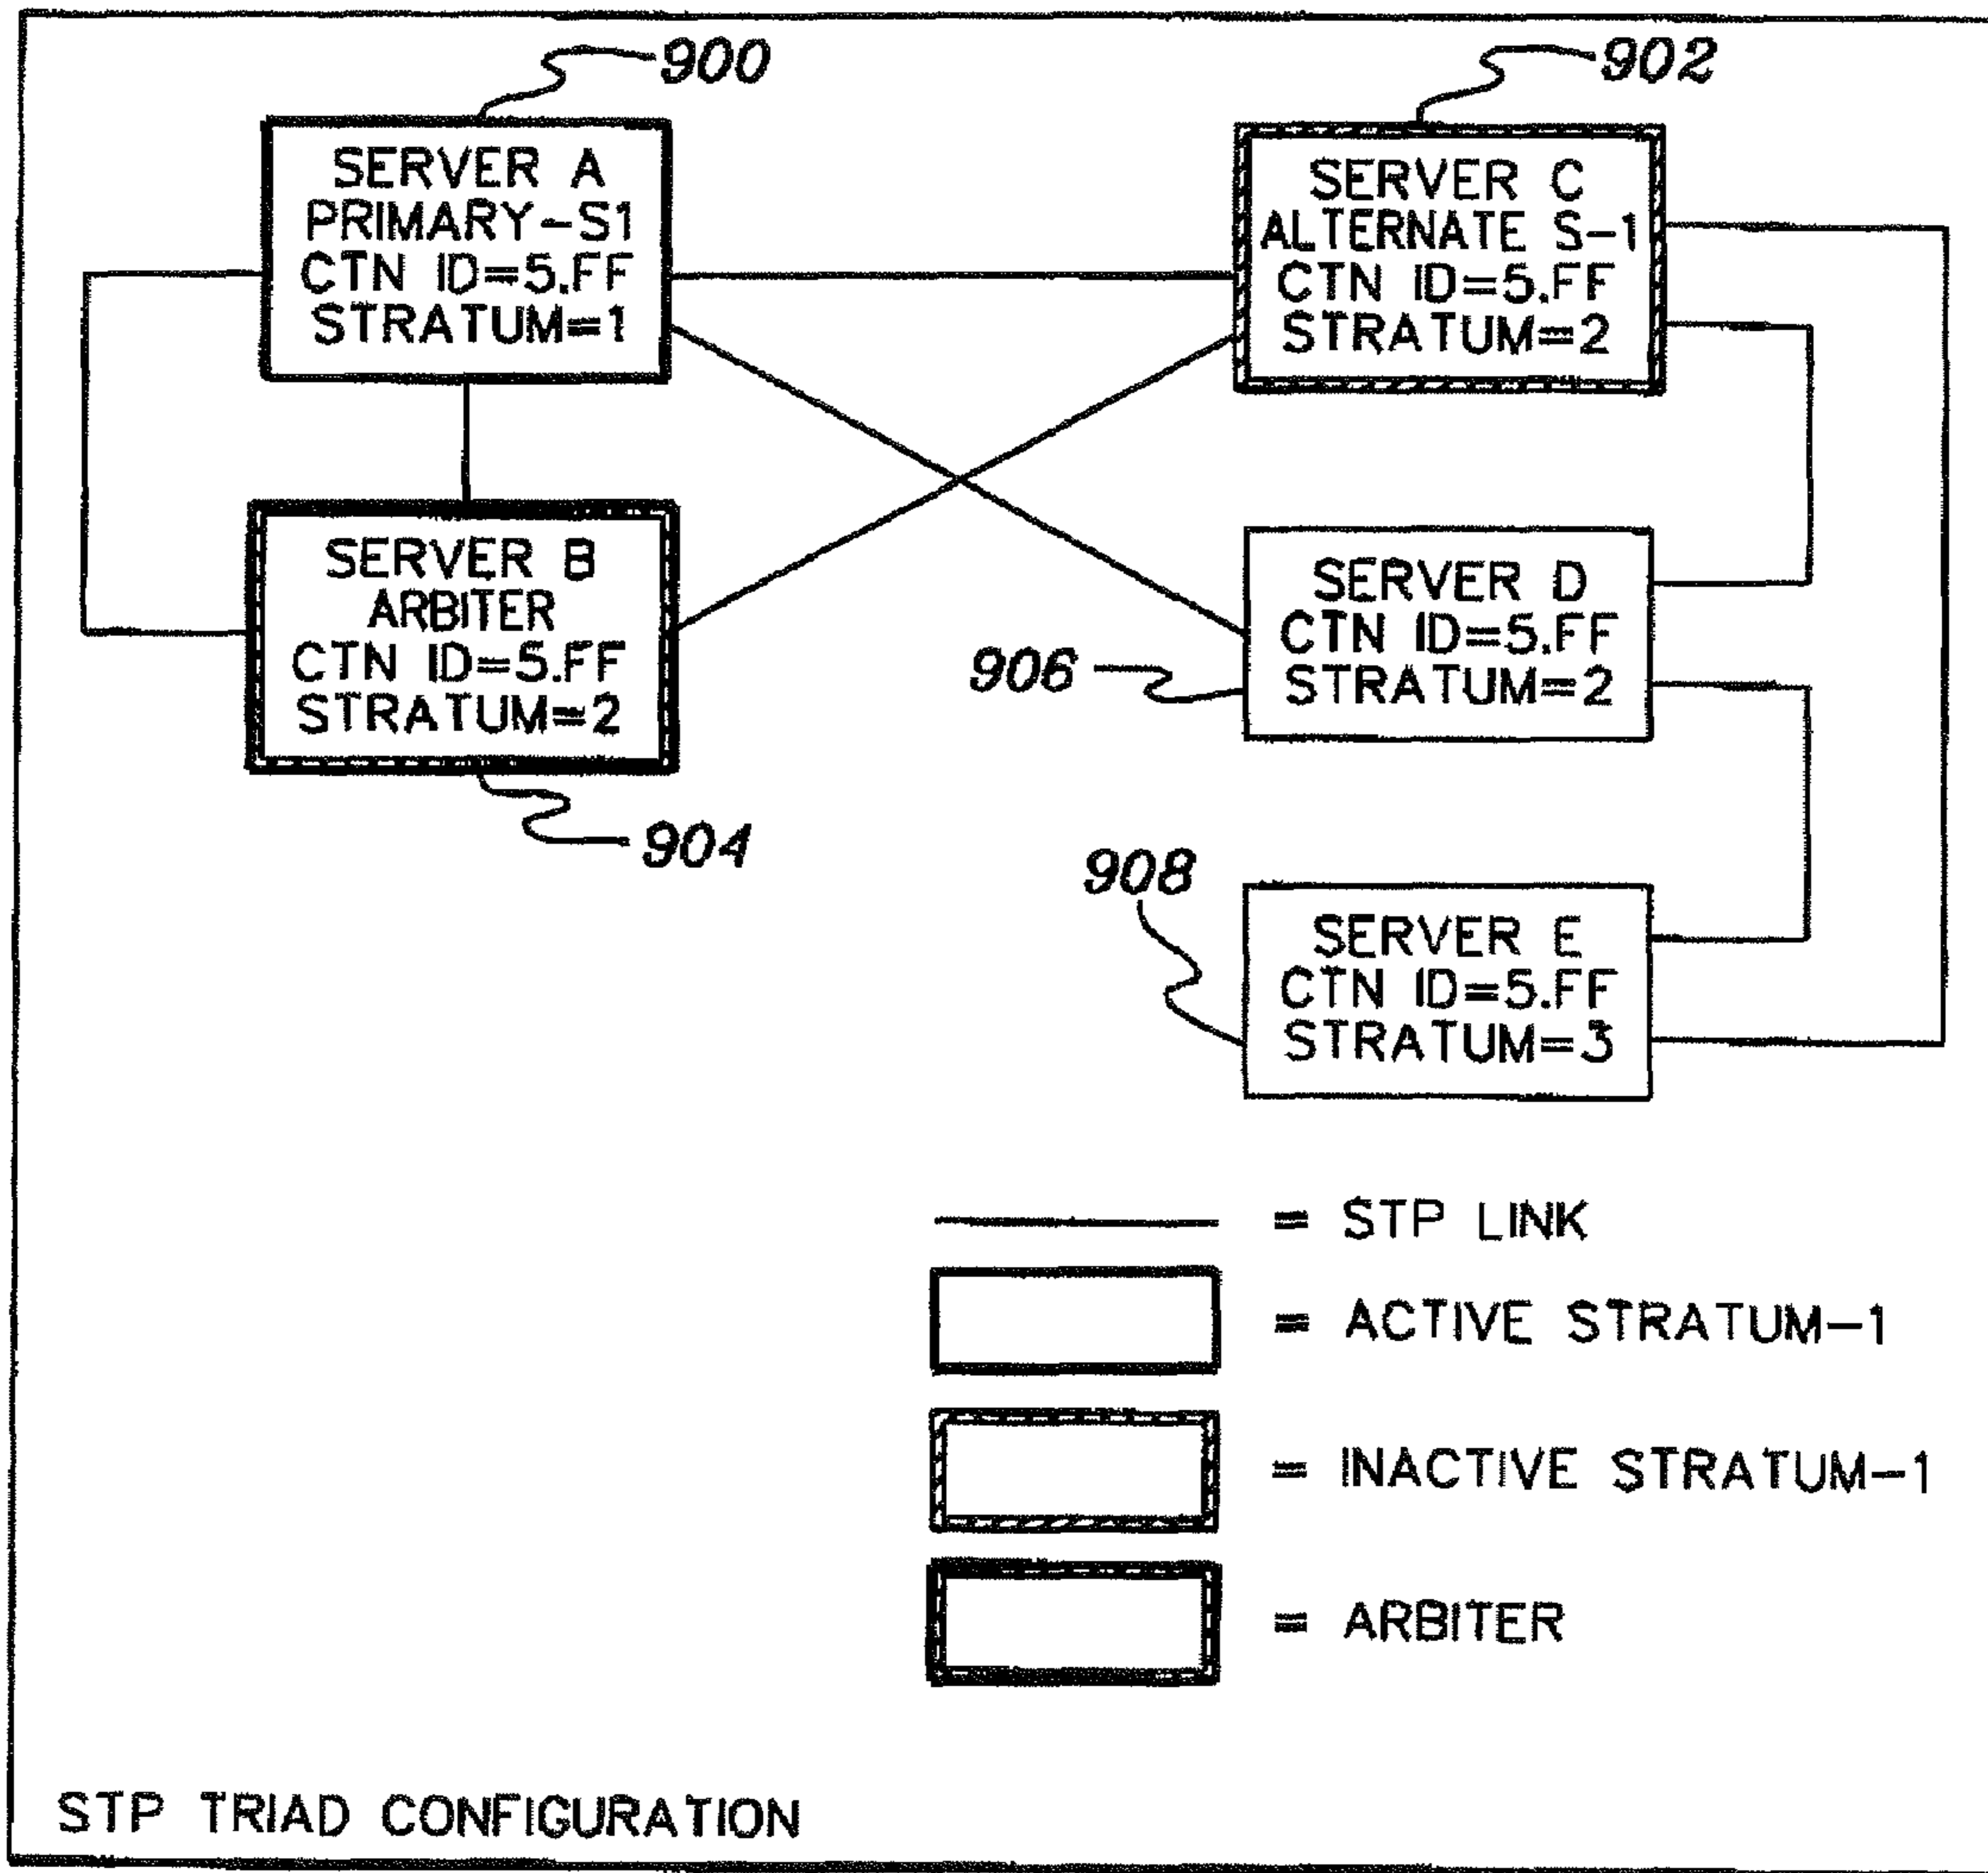 900
SERVER A
PRIMARY-S1
CTN ID=5.FF
STRATUM=1
902
SERVER C
ALTERNATE S-1
CTN ID=5.FF
STRATUM=2
SERVER B
ARBITER
CTN ID=5.FF
STRATUM=2
904
SERVER D
CTN ID=5.FF
STRATUM=2
906
908
SERVER E
CTN ID=5.FF
STRATUM=3
= STP LINK
= ACTIVE STRATUM-1
= INACTIVE STRATUM-1
= ARBITER
STP TRIAD CONFIGURATION